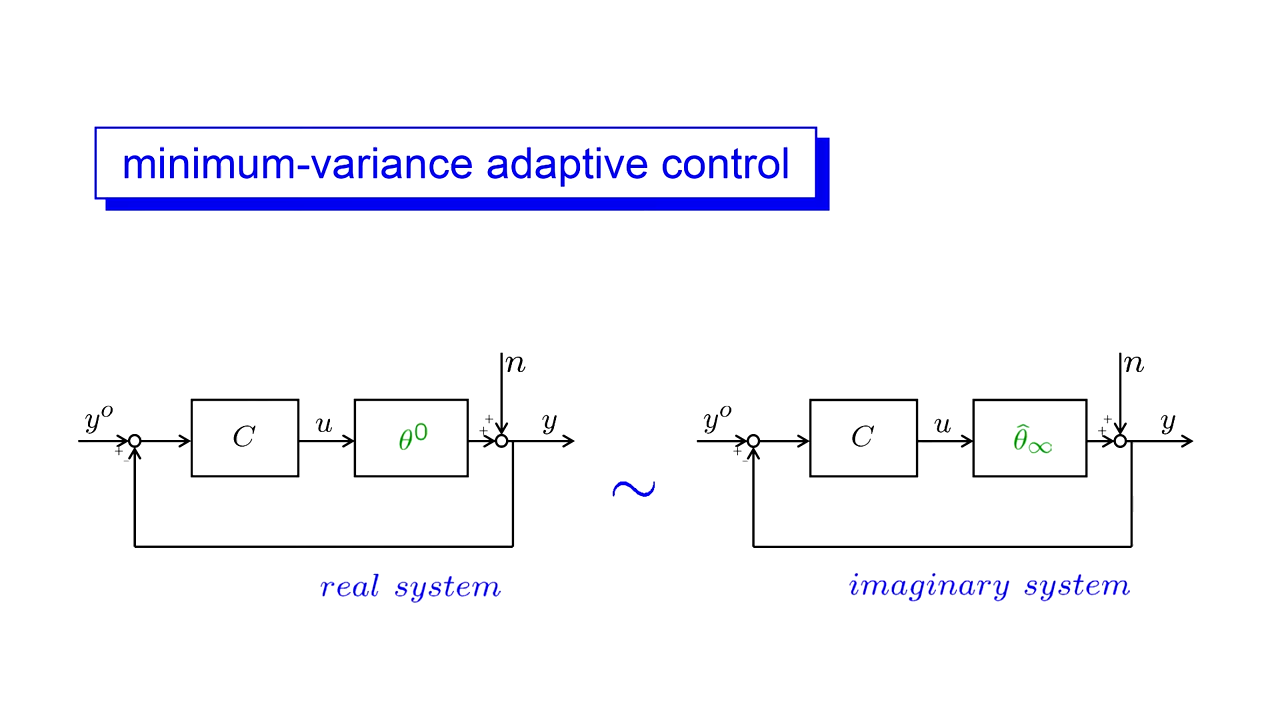 minimum-variance adaptive control
n n
y^o + − C u θ^0 + + y y^o + − C u θ̂_∞ + + y
∼
real system imaginary system